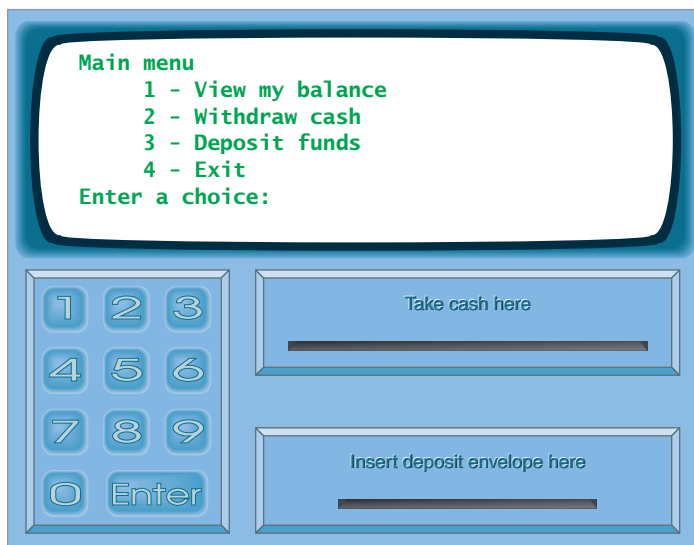 Main menu
1 - View my balance
2 - Withdraw cash
3 - Deposit funds
4 - Exit
Enter a choice:
1 2 3
Take cash here
4 5 6
7 8 9
Insert deposit envelope here
0 Enter